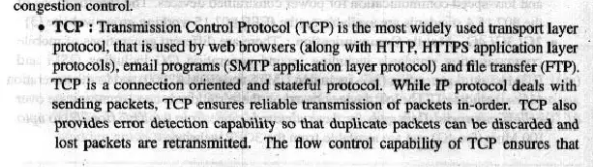 congestion control.
• TCP : Transmission Control Protocol (TCP) is the most widely used transport layer
protocol, that is used by web browsers (along with HTTP, HTTPS application layer
protocols), email programs (SMTP application layer protocol) and file transfer (FTP).
TCP is a connection oriented and stateful protocol. While IP protocol deals with
sending packets, TCP ensures reliable transmission of packets in-order. TCP also
provides error detection capability so that duplicate packets can be discarded and
lost packets are retransmitted. The flow control capability of TCP ensures that